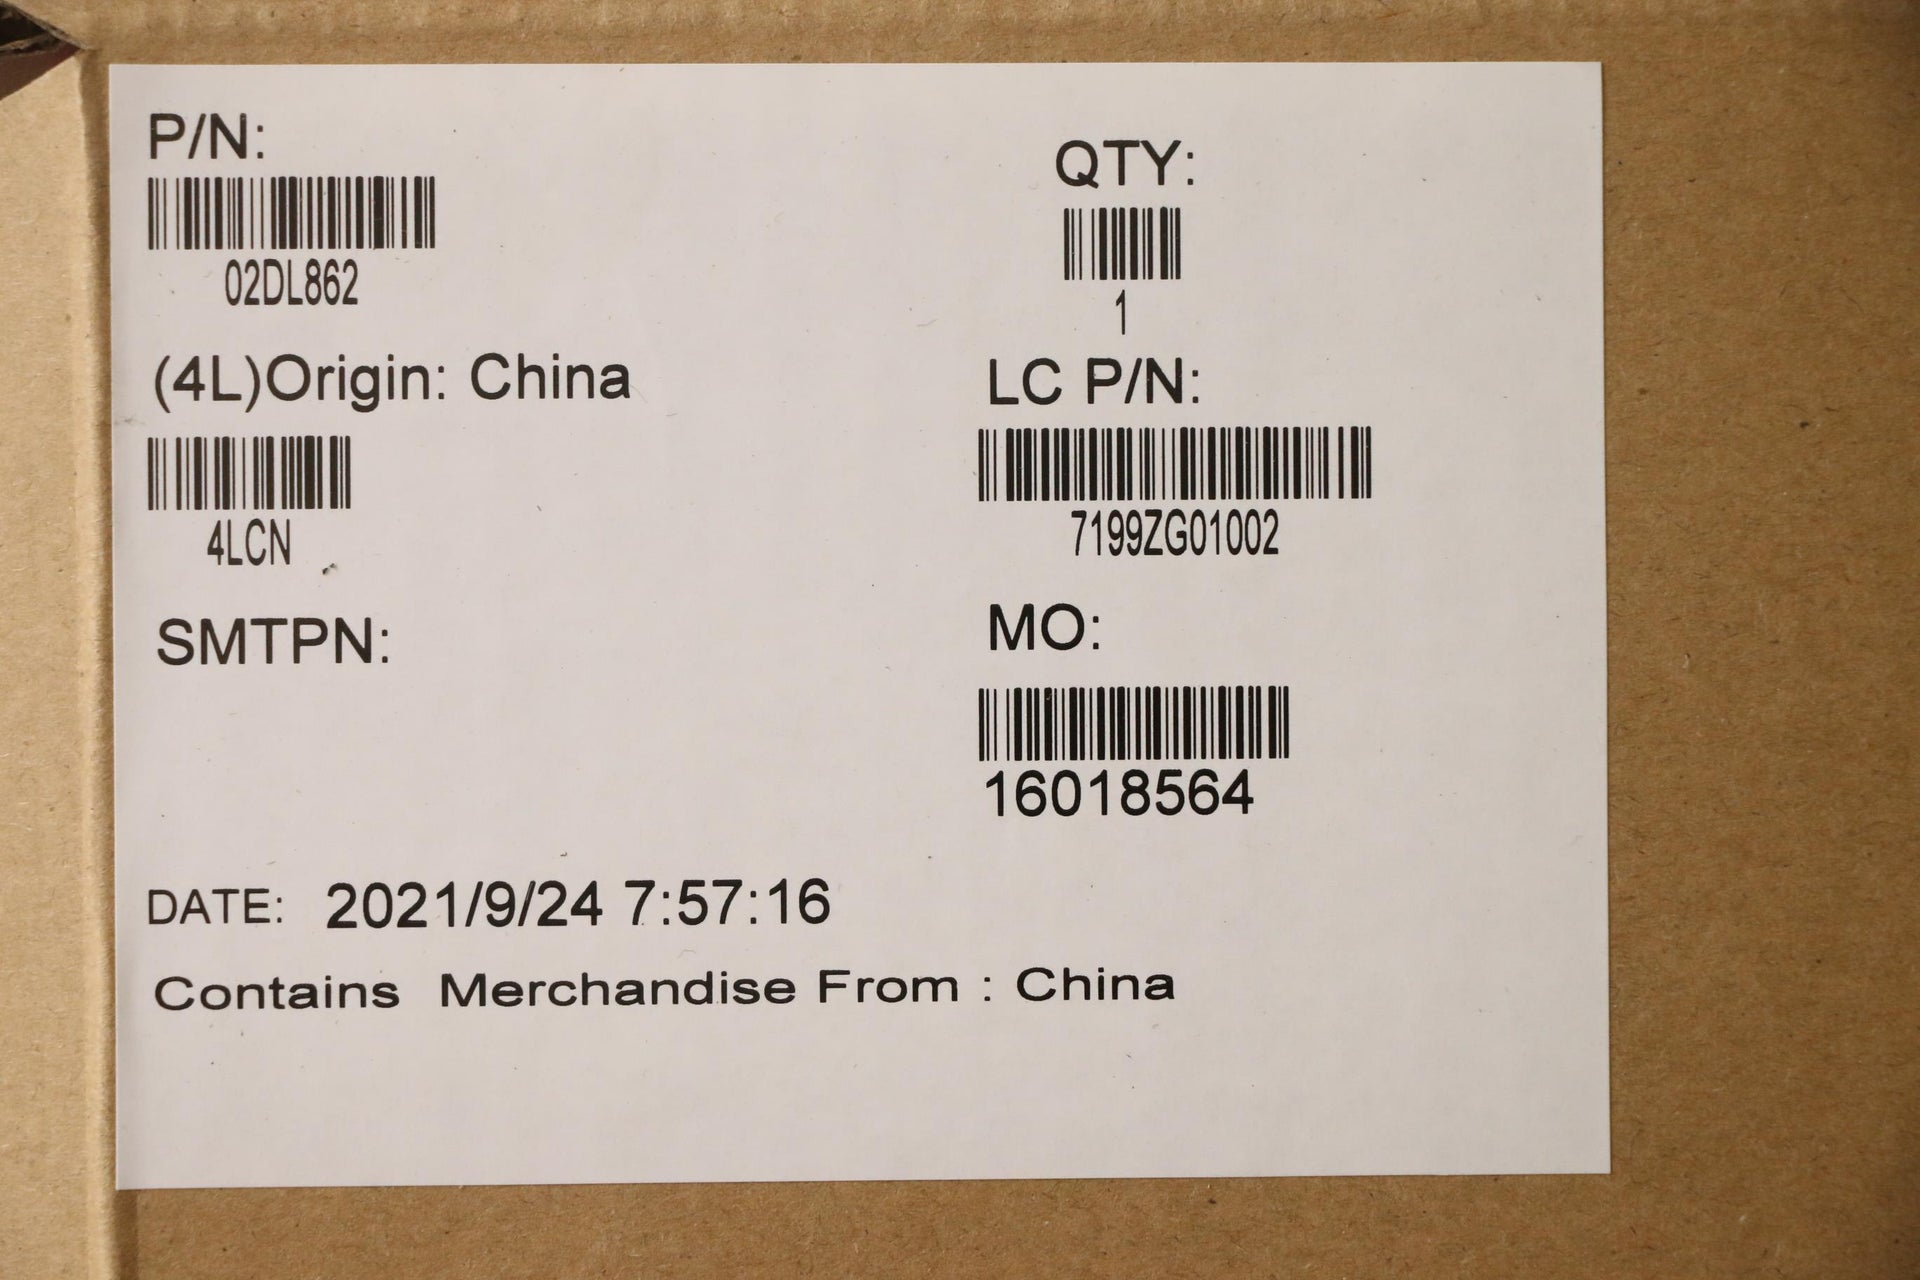 P/N:
02DL862
QTY:
1
(4L)Origin: China
4LCN
LC P/N:
7199ZG01002
SMTPN:
MO:
16018564
DATE: 2021/9/24 7:57:16
Contains Merchandise From : China